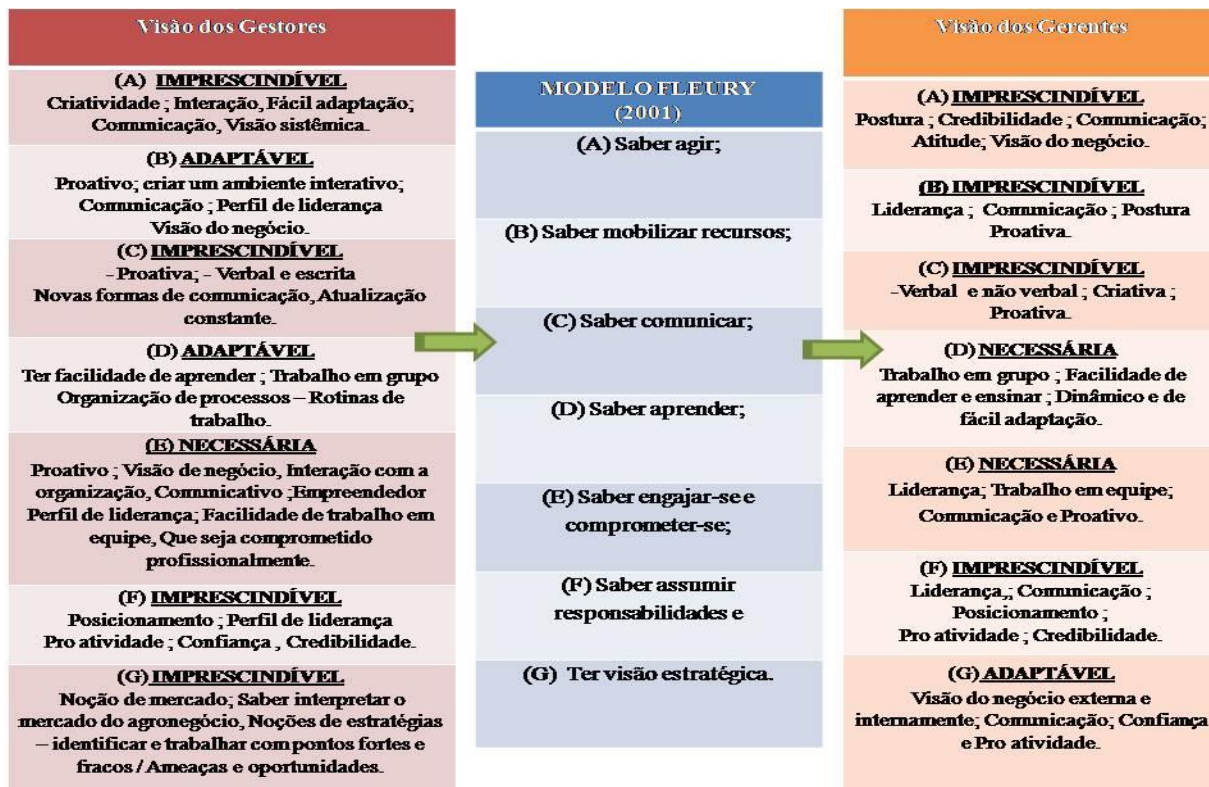 Visão dos Gestores
(A) IMPRESCINDÍVEL
Criatividade ; Interação, Fácil adaptação;
Comunicação, Visão sistêmica.
(B) ADAPTÁVEL
Proativo; criar um ambiente interativo;
Comunicação ; Perfil de liderança
Visão do negócio.
(C) IMPRESCINDÍVEL
- Proativa; - Verbal e escrita
Novas formas de comunicação, Atualização
constante.
(D) ADAPTÁVEL
Ter facilidade de aprender ; Trabalho em grupo
Organização de processos – Rotinas de
trabalho.
(E) NECESSÁRIA
Proativo ; Visão de negócio, Interação com a
organização, Comunicativo ;Empreendedor
Perfil de liderança; Facilidade de trabalho em
equipe, Que seja comprometido
profissionalmente.
(F) IMPRESCINDÍVEL
Posicionamento ; Perfil de liderança
Pro atividade ; Confiança , Credibilidade.
(G) IMPRESCINDÍVEL
Noção de mercado; Saber interpretar o
mercado do agronegócio, Noções de estratégias
– identificar e trabalhar com pontos fortes e
fracos / Ameaças e oportunidades.
MODELO FLEURY
(2001)
(A) Saber agir;
(B) Saber mobilizar recursos;
(C) Saber comunicar;
(D) Saber aprender;
(E) Saber engajar-se e
comprometer-se;
(F) Saber assumir
responsabilidades e
(G) Ter visão estratégica.
Visão dos Gerentes
(A) IMPRESCINDÍVEL
Postura ; Credibilidade ; Comunicação;
Atitude; Visão do negócio.
(B) IMPRESCINDÍVEL
Liderança ; Comunicação ; Postura
Proativa.
(C) IMPRESCINDÍVEL
-Verbal e não verbal ; Criativa ;
Proativa.
(D) NECESSÁRIA
Trabalho em grupo ; Facilidade de
aprender e ensinar ; Dinâmico e de
fácil adaptação.
(E) NECESSÁRIA
Liderança; Trabalho em equipe;
Comunicação e Proativo.
(F) IMPRESCINDÍVEL
Liderança,; Comunicação ;
Posicionamento ;
Pro atividade ; Credibilidade.
(G) ADAPTÁVEL
Visão do negócio externa e
internamente; Comunicação; Confiança
e Pro atividade.